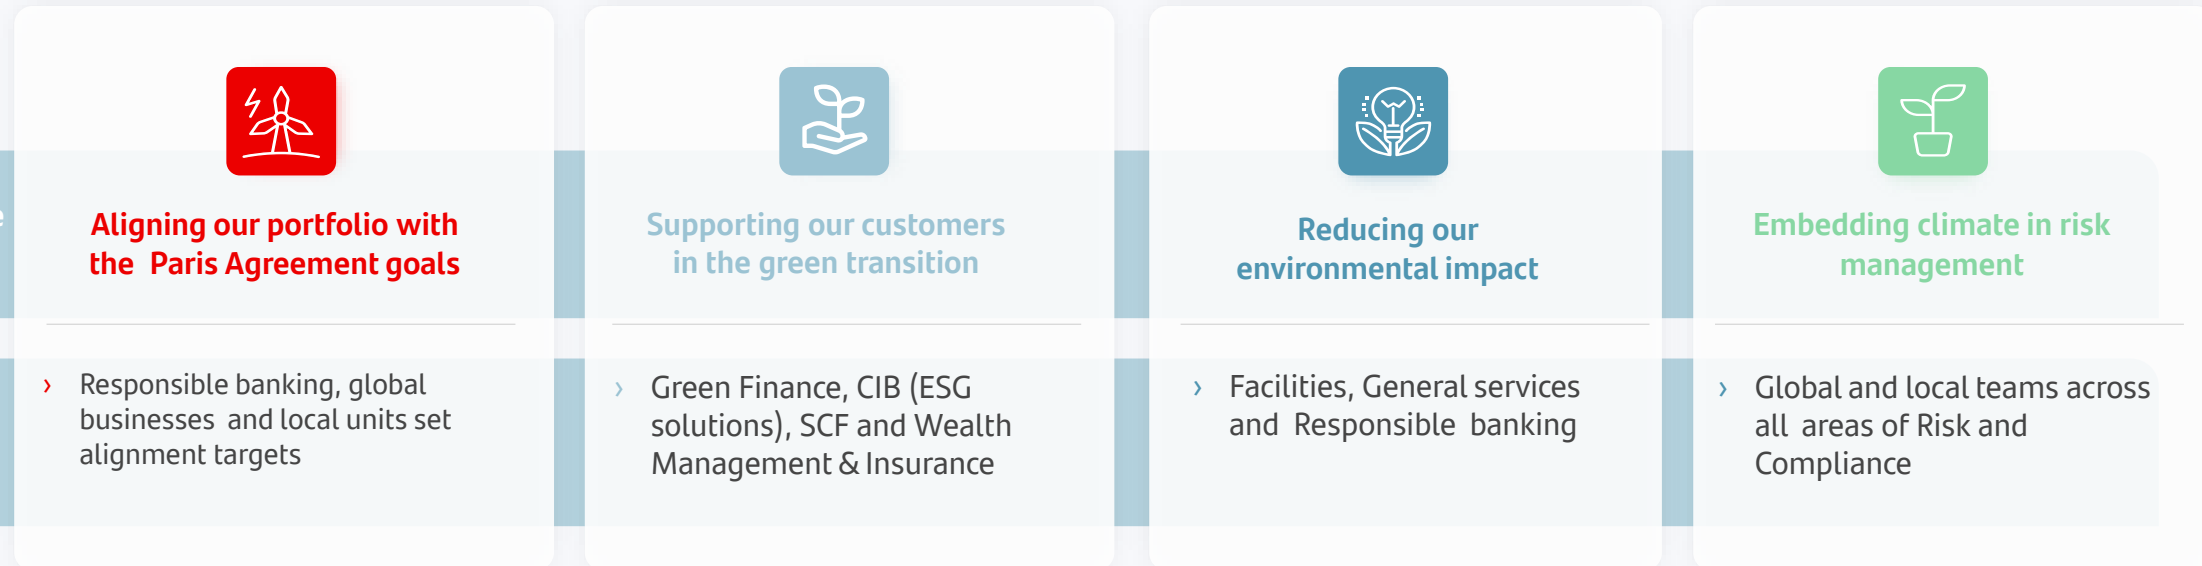 Aligning our portfolio with
the Paris Agreement goals
Responsible banking, global
businesses and local units set
alignment targets
Supporting our customers
in the green transition
Green Finance, CIB (ESG
solutions), SCF and Wealth
Management & Insurance
Reducing our
environmental impact
Facilities, General services
and Responsible banking
Embedding climate in risk
management
Global and local teams across
all areas of Risk and
Compliance